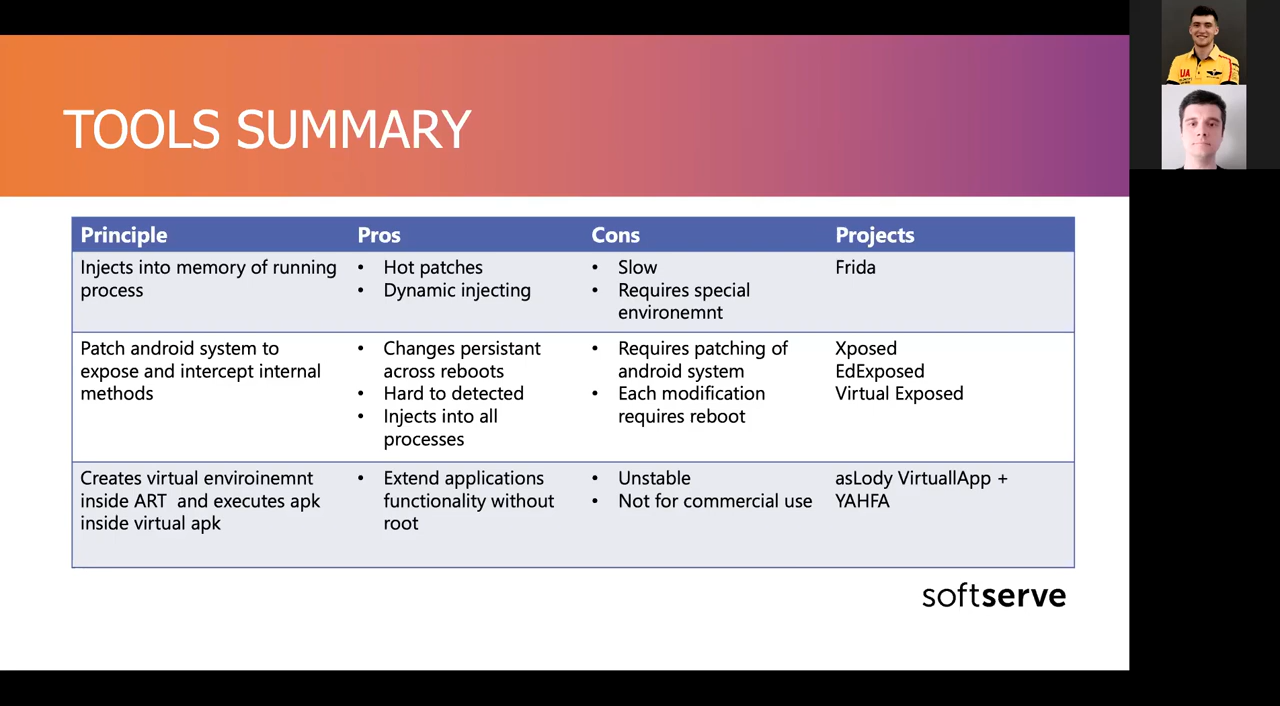 TOOLS SUMMARY
Principle
Pros
Cons
Projects
Injects into memory of running
process
• Hot patches
• Dynamic injecting
• Slow
• Requires special
environemnt
Frida
Patch android system to
expose and intercept internal
methods
• Changes persistant
across reboots
• Hard to detected
• Injects into all
processes
• Requires patching of
android system
• Each modification
requires reboot
Xposed
EdExposed
Virtual Exposed
Creates virtual enviroinemnt
inside ART and executes apk
inside virtual apk
• Extend applications
functionality without
root
• Unstable
• Not for commercial use
asLody VirtuallApp +
YAHFA
softserve
UA